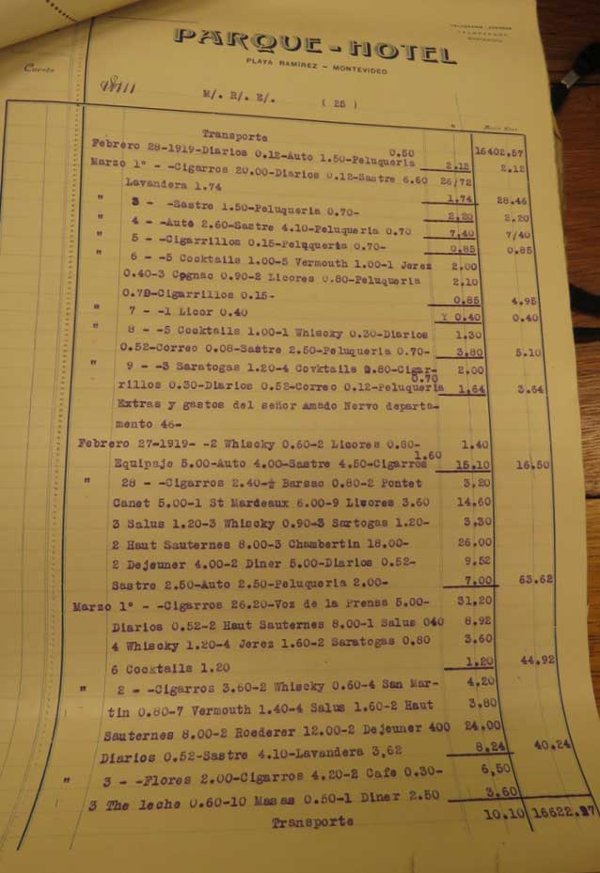 Cuento
PARQUE-HOTEL
PLAYA RAMÍREZ – MONTEVIDEO
M/. R/. E/. ( 25 )
Transporte 16402.57
Febrero 28-1919-Diarios 0.12-Auto 1.50-Peluqueria 0.50 2.12 2.12
Marzo 1° - -Cigarros 20.00-Diarios 0.12-Sastre 6.60 26/72
Lavandera 1.74 1.74 28.46
" 3 - -Sastre 1.50-Peluqueria 0.70- 2.20 2.20
" 4 - -Auto 2.60-Sastre 4.10-Peluqueria 0.70 7.40 7/40
" 5 - -Cigarrillos 0.15-Peluqueria 0.70- 0.85 0.85
" 6 - -5 Cocktails 1.00-5 Vermouth 1.00-1 Jerez 2.00
0.40-3 Cognac 0.90-2 Licores 0.80-Peluqueria 2.10
0.70-Cigarrillos 0.15- 0.85 4.95
" 7 - -1 Licor 0.40 Y 0.40 0.40
" 8 - -5 Cocktails 1.00-1 Whiscky 0.30-Diarios 1.30
0.52-Correo 0.08-Sastre 2.50-Peluqueria 0.70- 3.80 5.10
" 9 - -3 Saratogas 1.20-4 Covktails 0.80-Cigar- 2.00
rillos 0.30-Diarios 0.52-Correo 0.12-Peluqueria 0.70 1.64 3.64
Extras y gastos del señor Amado Nervo departa-
mento 46-
Febrero 27-1919- -2 Whiscky 0.60-2 Licores 0.80- 1.40
Equipaje 5.00-Auto 4.00-Sastre 4.50-Cigarros 1.60 15.10 16.50
" 28 - -Cigarros 2.40-½ Barsac 0.80-2 Pontet 3.20
Canet 5.00-1 St Mardeaux 6.00-9 Licores 3.60 14.60
3 Salus 1.20-3 Whiscky 0.90-3 Sartogas 1.20- 3.30
2 Haut Sauternes 8.00-3 Chambertin 18.00- 26.00
2 Dejeuner 4.00-2 Diner 5.00-Diarios 0.52- 9.52
Sastre 2.50-Auto 2.50-Peluqueria 2.00- 7.00 63.62
Marzo 1° - -Cigarros 26.20-Voz de la Prensa 5.00- 31.20
Diarios 0.52-2 Haut Sauternes 8.00-1 Salus 040 8.92
4 Whiscky 1.20-4 Jerez 1.60-2 Saratogas 0.80 3.60
6 Cocktails 1.20 1.20 44.92
" 2 - -Cigarros 3.60-2 Whiscky 0.60-4 San Mar- 4.20
tin 0.80-7 Vermouth 1.40-4 Salus 1.60-2 Haut 3.80
Sauternes 8.00-2 Roederer 12.00-2 Dejeuner 400 24.00
Diarios 0.52-Sastre 4.10-Lavandera 3,62 8.24 40.24
" 3 - -Flores 2.00-Cigarros 4.20-2 Cafe 0.30- 6,50
3 The leche 0.60-10 Masas 0.50-1 Diner 2.50 3.60
Transporte 10.10 16622.97